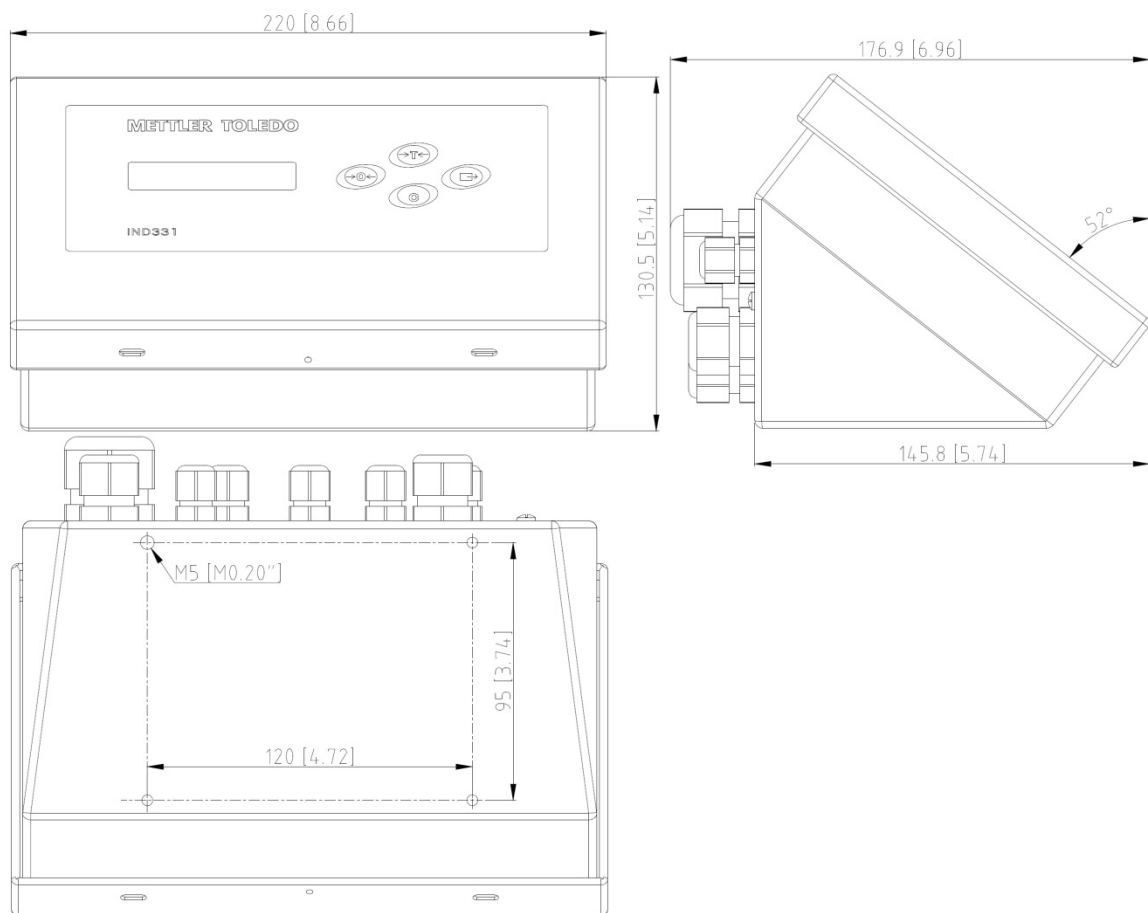 220 [8.66]
METTLER TOLEDO
→T←
→0←
IND331
130.5 [5.14]
176.9 [6.96]
52°
145.8 [5.74]
M5 [M0.20"]
95 [3.74]
120 [4.72]